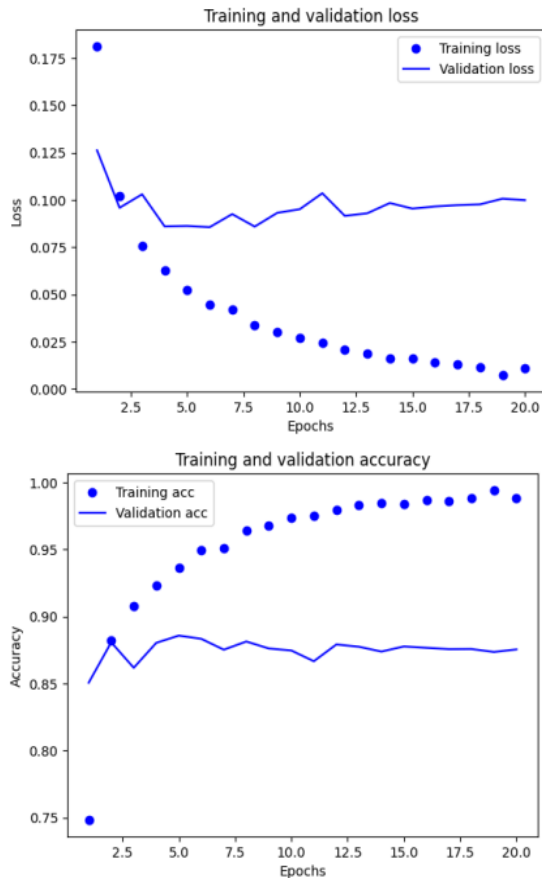 Training and validation loss
Training loss
Validation loss
0.175
0.150
0.125
0.100
0.075
0.050
0.025
0.000
Loss
2.5 5.0 7.5 10.0 12.5 15.0 17.5 20.0
Epochs
Training and validation accuracy
Training acc
Validation acc
1.00
0.95
0.90
0.85
0.80
0.75
Accuracy
2.5 5.0 7.5 10.0 12.5 15.0 17.5 20.0
Epochs